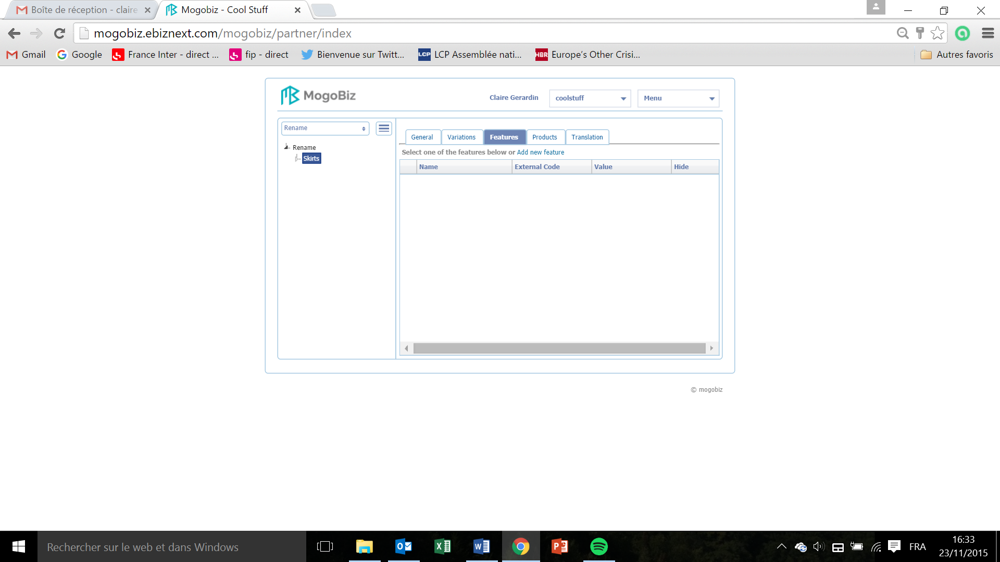 Boîte de réception - claire
Mogobiz - Cool Stuff
mogobiz.ebiznext.com/mogobiz/partner/index
Gmail
Google
France Inter - direct ...
fip - direct
Bienvenue sur Twitt...
LCP LCP Assemblée nati...
HBR Europe's Other Crisi...
Autres favoris
MogoBiz
Claire Gerardin
coolstuff
Menu
Rename
Rename
Skirts
General
Variations
Features
Products
Translation
Select one of the features below or Add new feature
Name
External Code
Value
Hide
© mogobiz
Rechercher sur le web et dans Windows
FRA
16:33
23/11/2015